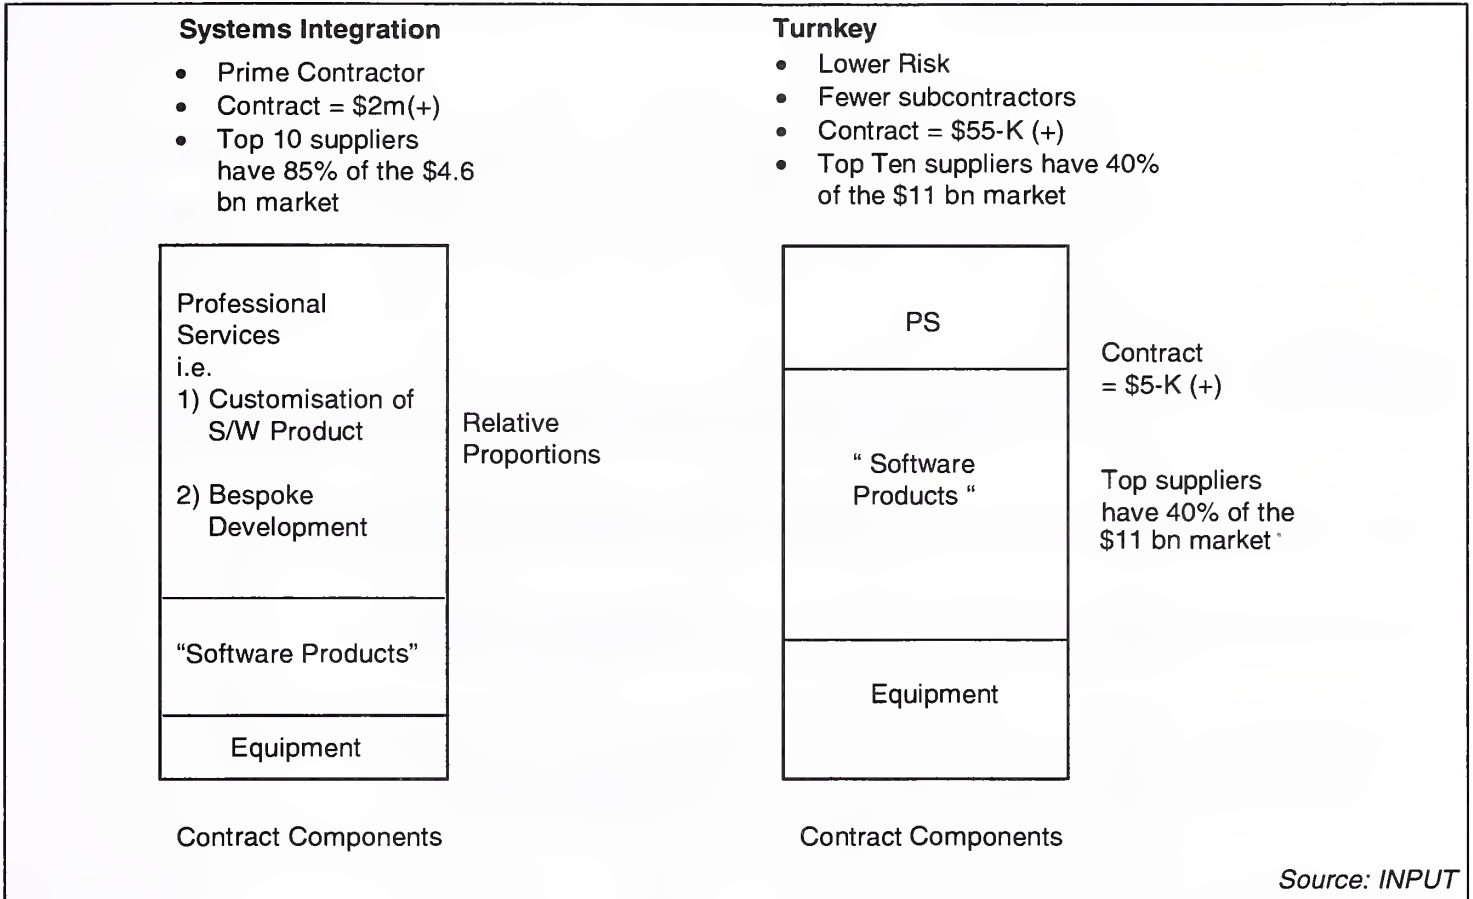 Systems Integration
• Prime Contractor
• Contract = $2m(+)
• Top 10 suppliers
have 85% of the $4.6
bn market
Turnkey
• Lower Risk
• Fewer subcontractors
• Contract = $55-K (+)
• Top Ten suppliers have 40%
of the $11 bn market
Professional
Services
i.e.
1) Customisation of
S/W Product
2) Bespoke
Development
"Software Products"
Equipment
Relative
Proportions
Contract Components
PS
“ Software
Products “
Equipment
Contract
= $5-K (+)
Top suppliers
have 40% of the
$11 bn market
Contract Components
Source: INPUT